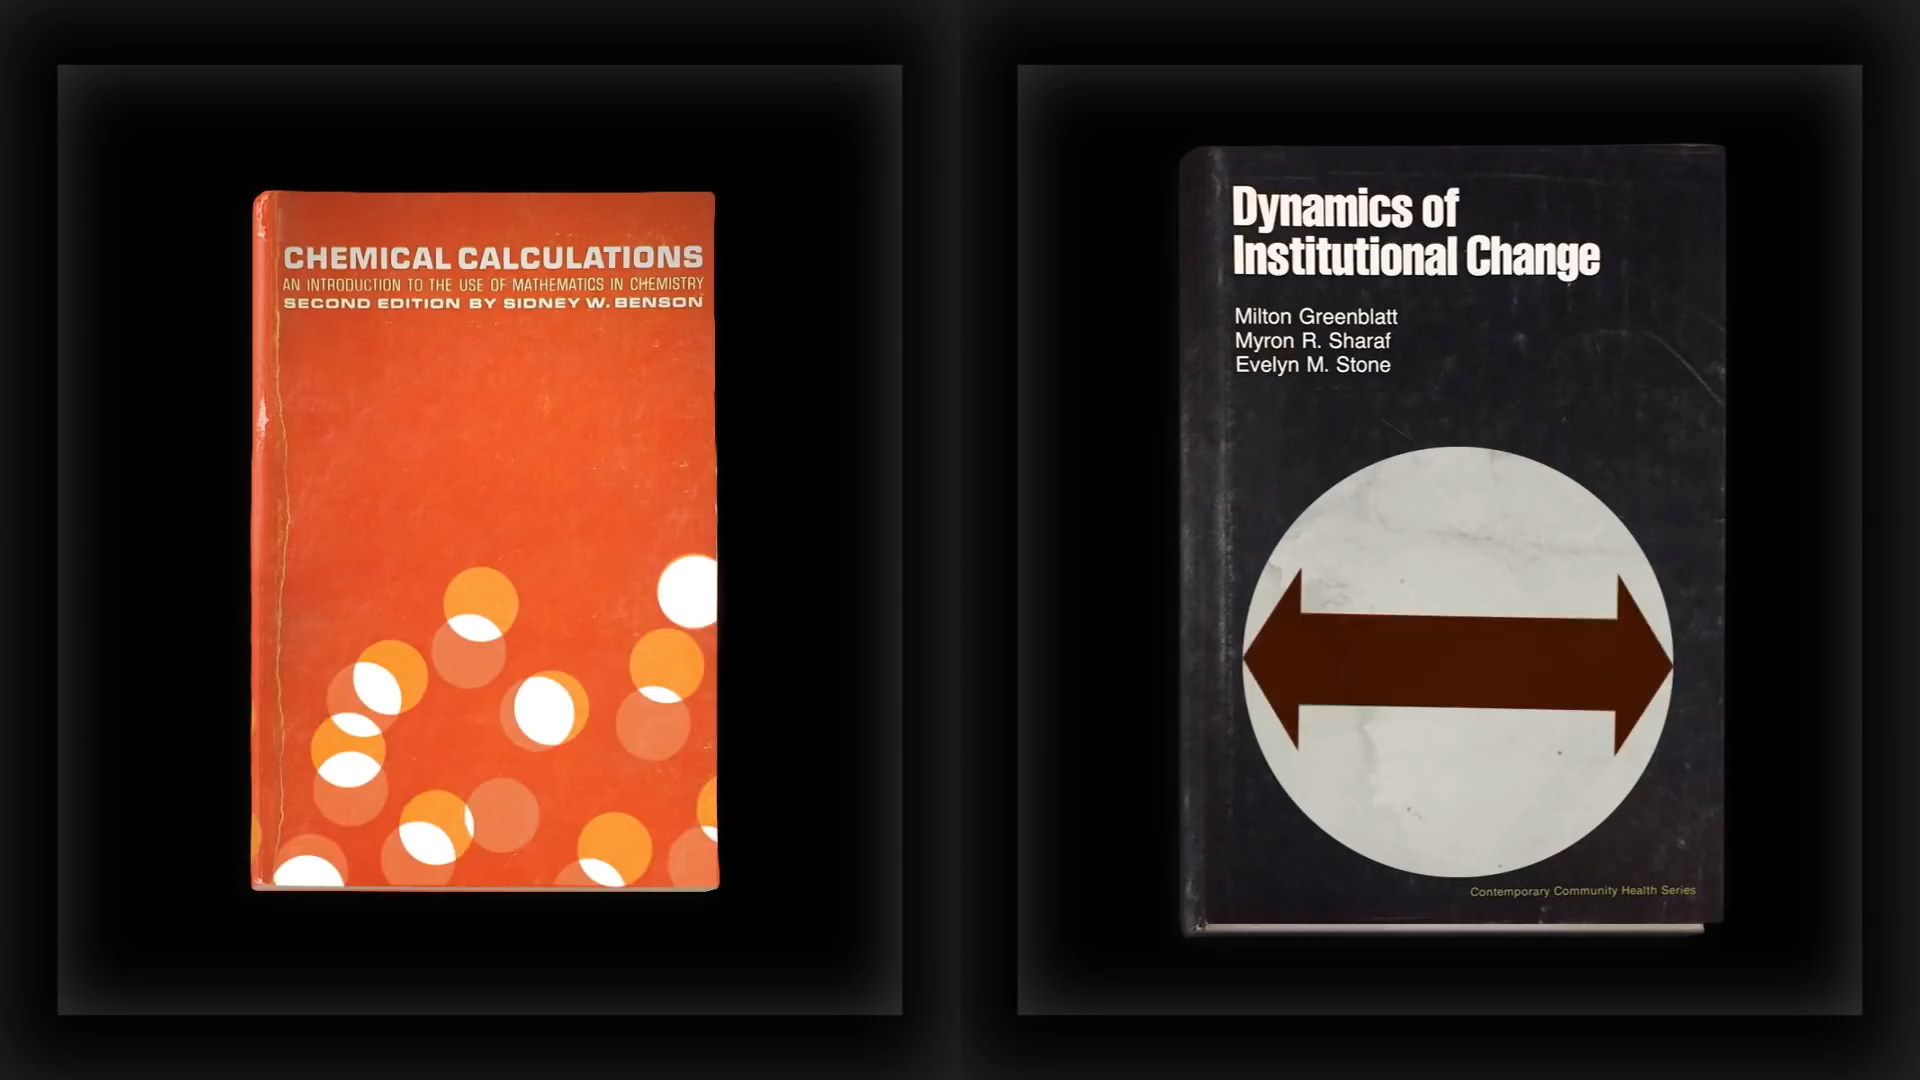 CHEMICAL CALCULATIONS
AN INTRODUCTION TO THE USE OF MATHEMATICS IN CHEMISTRY
SECOND EDITION BY SIDNEY W. BENSON
Dynamics of
Institutional Change
Milton Greenblatt
Myron R. Sharaf
Evelyn M. Stone
Contemporary Community Health Series